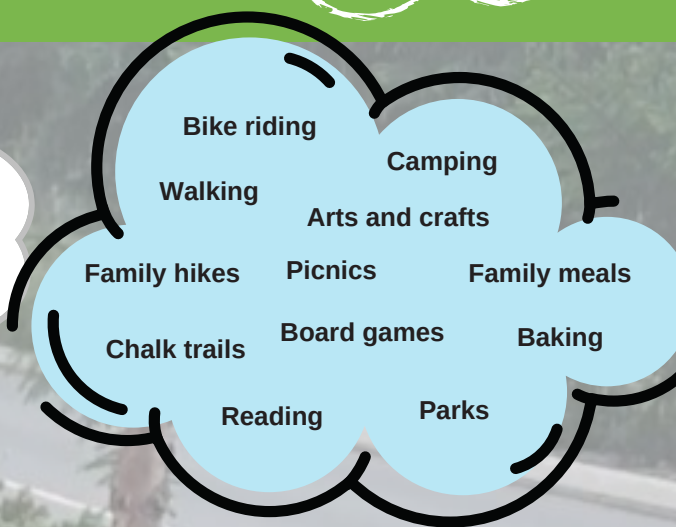 Bike riding
Camping
Walking
Arts and crafts
Family hikes
Picnics
Family meals
Board games
Baking
Chalk trails
Parks
Reading